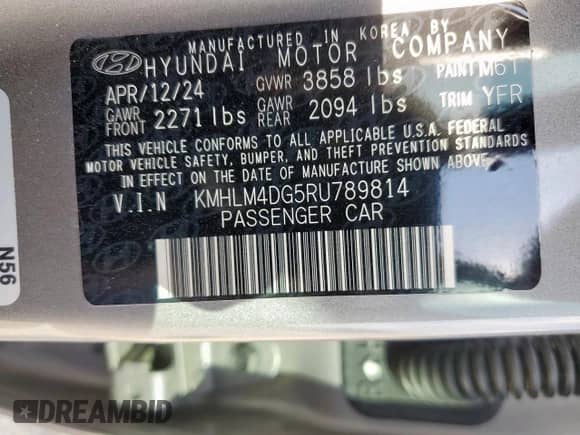 MANUFACTURED IN KOREA BY
HYUNDAI MOTOR COMPANY
APR/12/24 GVWR 3858 lbs PAINT M6T
GAWR FRONT 2271 lbs GAWR REAR 2094 lbs TRIM YFR
THIS VEHICLE CONFORMS TO ALL APPLICABLE U.S.A FEDERAL
MOTOR VEHICLE SAFETY, BUMPER, AND THEFT PREVENTION STANDARDS
IN EFFECT ON THE DATE OF MANUFACTURE SHOWN ABOVE.
V.I.N KMHLM4DG5RU789814
PASSENGER CAR
N56
DREAMBID